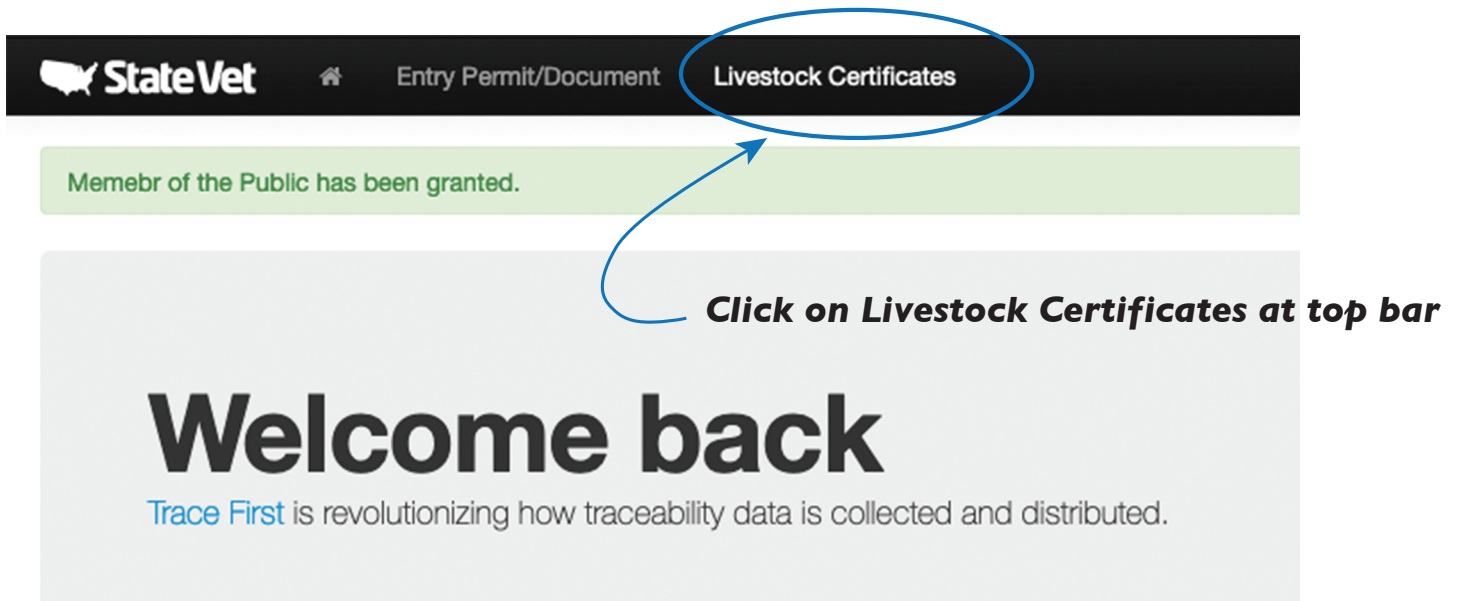 StateVet Entry Permit/Document Livestock Certificates
Memebr of the Public has been granted.
Click on Livestock Certificates at top bar
Welcome back
Trace First is revolutionizing how traceability data is collected and distributed.